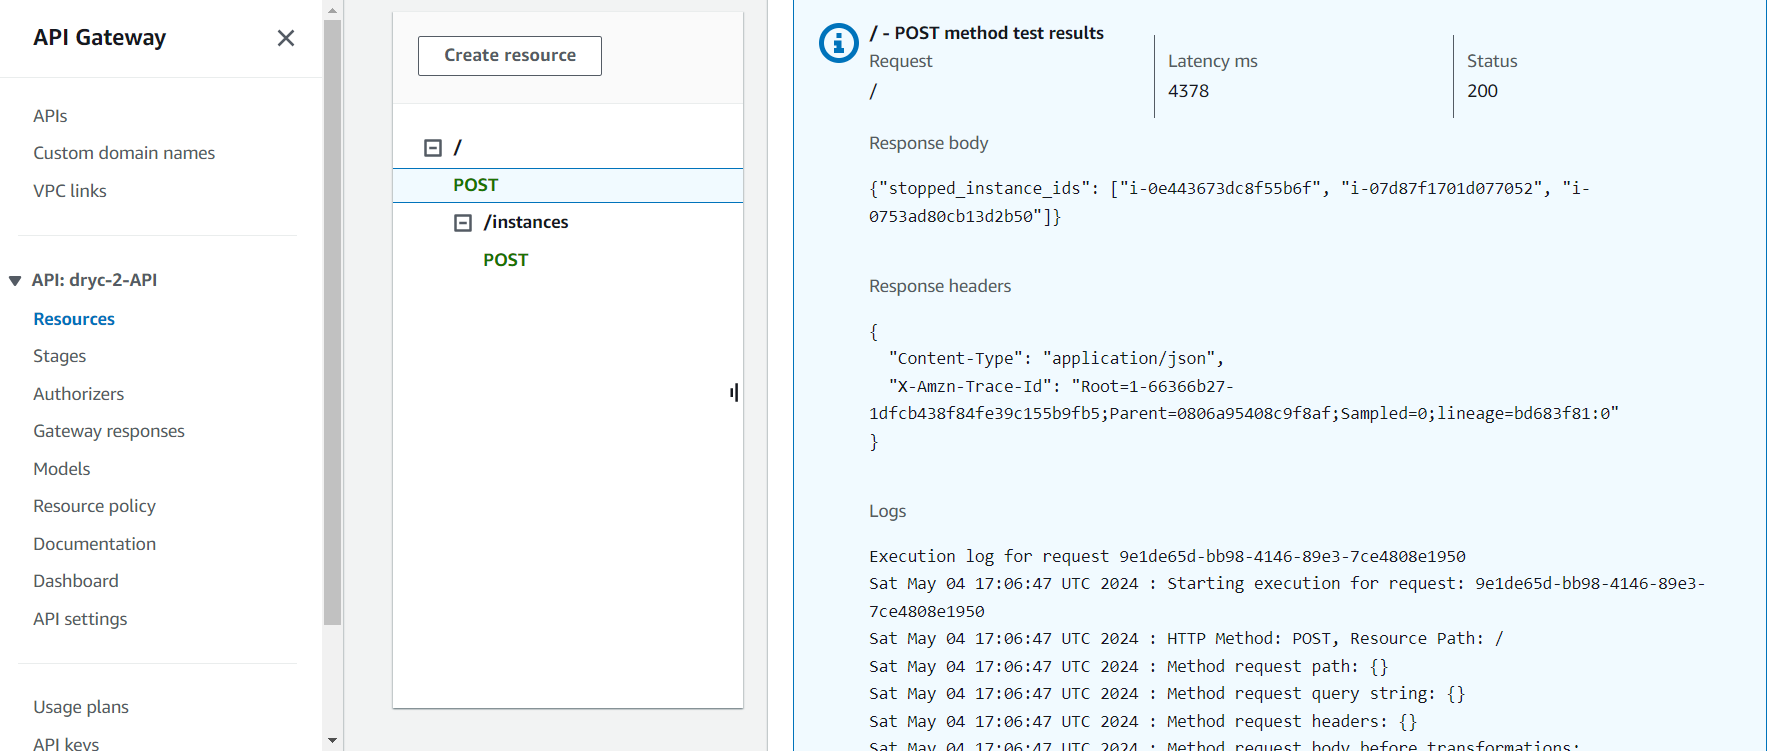 API Gateway
APIs
Custom domain names
VPC links
API: dryc-2-API
Resources
Stages
Authorizers
Gateway responses
Models
Resource policy
Documentation
Dashboard
API settings
Usage plans
API keys
Create resource
/
POST
/instances
POST
/ - POST method test results
Request
/
Latency ms
4378
Status
200
Response body
{"stopped_instance_ids": ["i-0e443673dc8f55b6f", "i-07d87f1701d077052", "i-
0753ad80cb13d2b50"]}
Response headers
{
"Content-Type": "application/json",
"X-Amzn-Trace-Id": "Root=1-66366b27-
1dfcb438f84fe39c155b9fb5;Parent=0806a95408c9f8af;Sampled=0;lineage=bd683f81:0"
}
Logs
Execution log for request 9e1de65d-bb98-4146-89e3-7ce4808e1950
Sat May 04 17:06:47 UTC 2024 : Starting execution for request: 9e1de65d-bb98-4146-89e3-
7ce4808e1950
Sat May 04 17:06:47 UTC 2024 : HTTP Method: POST, Resource Path: /
Sat May 04 17:06:47 UTC 2024 : Method request path: {}
Sat May 04 17:06:47 UTC 2024 : Method request query string: {}
Sat May 04 17:06:47 UTC 2024 : Method request headers: {}
Sat May 04 17:06:47 UTC 2024 : Method request body before transformations: